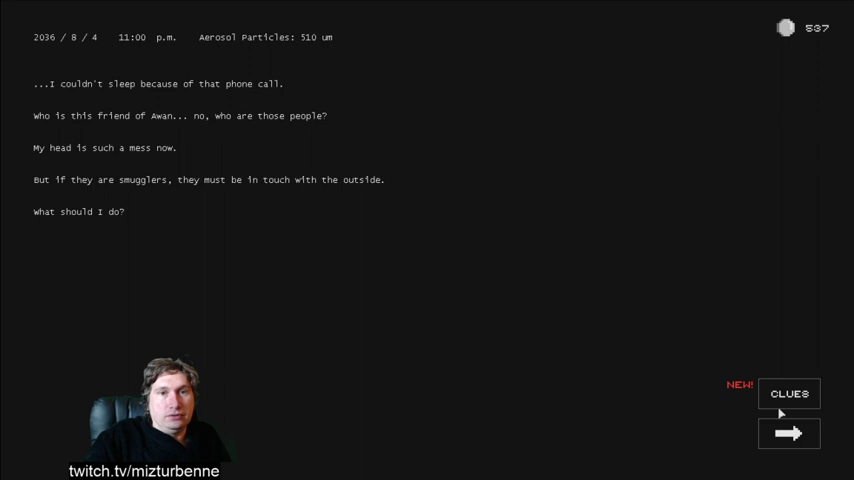 2036 / 8 / 4 11:00 p.m. Aerosol Particles: 510 um
537
...I couldn't sleep because of that phone call.
Who is this friend of Awan... no, who are those people?
My head is such a mess now.
But if they are smugglers, they must be in touch with the outside.
What should I do?
NEW!
CLUES
twitch.tv/mizturbenne